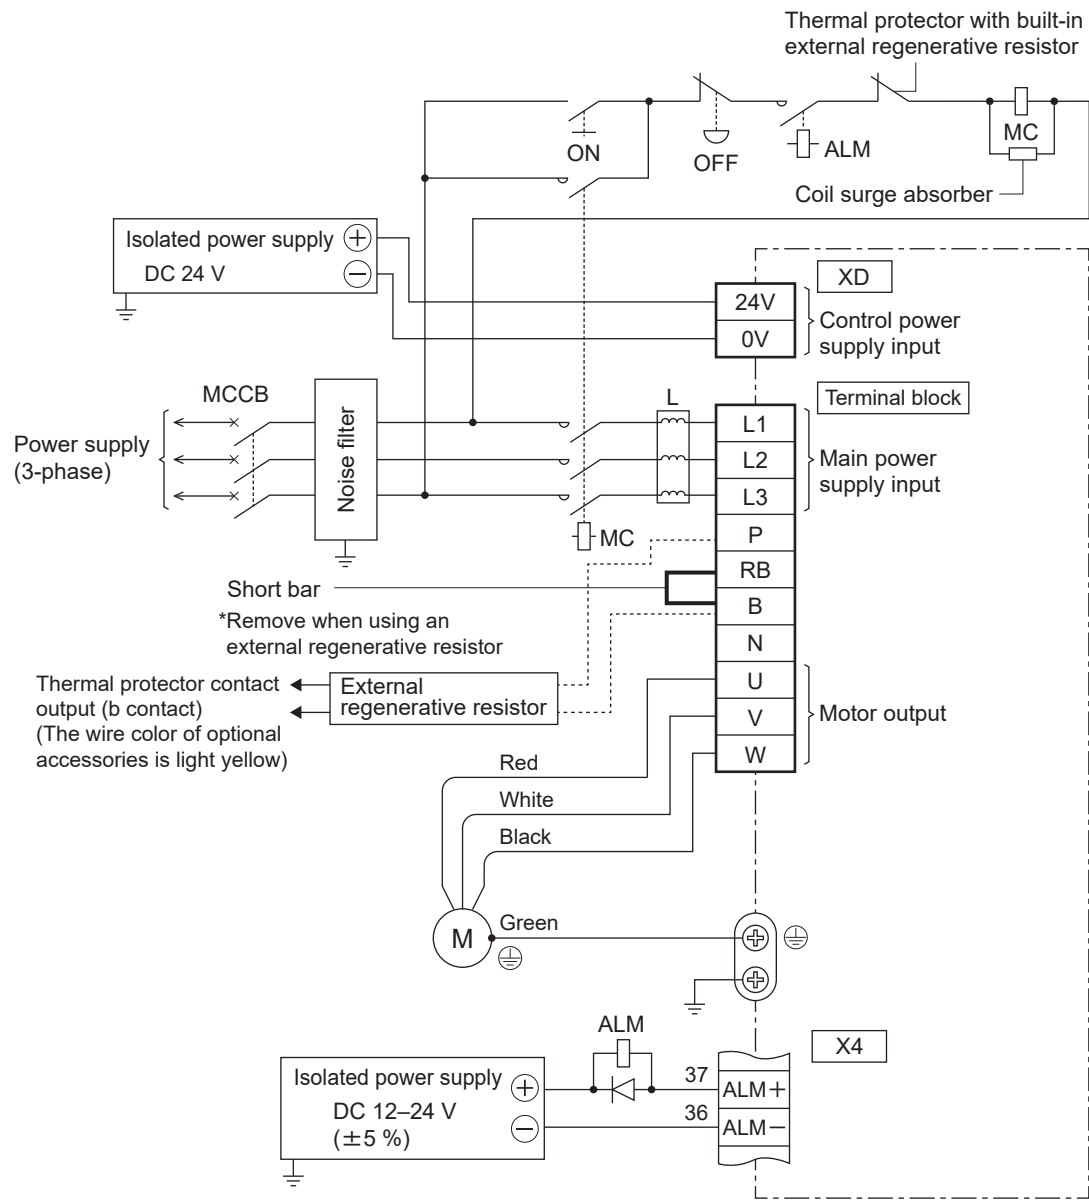 Thermal protector with built-in
external regenerative resistor
ON
OFF
ALM
MC
Coil surge absorber
Isolated power supply
DC 24 V
XD
24V
0V
Control power
supply input
MCCB
Noise filter
L
Terminal block
Power supply
(3-phase)
L1
L2
L3
Main power
supply input
MC
P
RB
B
N
U
V
W
Short bar
*Remove when using an
external regenerative resistor
Thermal protector contact
output (b contact)
(The wire color of optional
accessories is light yellow)
External
regenerative resistor
Motor output
Red
White
Black
M
Green
ALM
X4
Isolated power supply
DC 12–24 V
(±5 %)
37
ALM+
36
ALM−